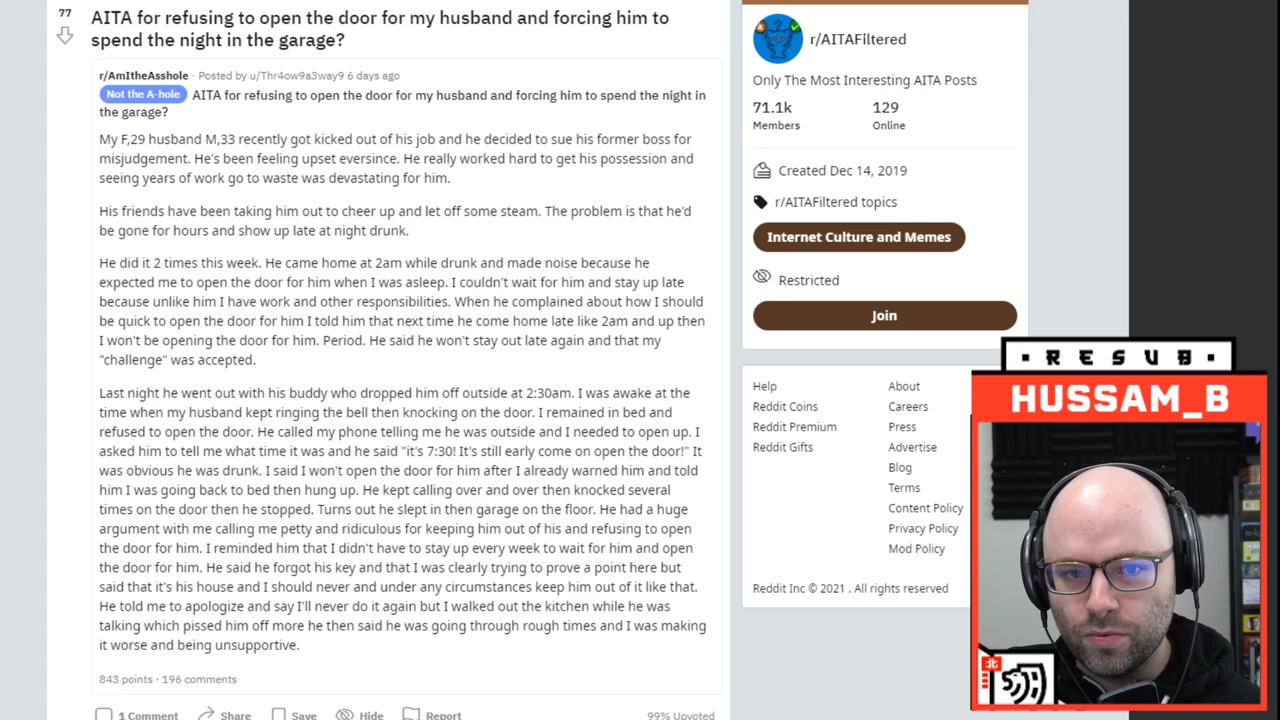 77
AITA for refusing to open the door for my husband and forcing him to
spend the night in the garage?
r/AmItheAsshole · Posted by u/Thr4ow9a3way9 6 days ago
Not the A-hole AITA for refusing to open the door for my husband and forcing him to spend the night in
the garage?
My F,29 husband M,33 recently got kicked out of his job and he decided to sue his former boss for
misjudgement. He's been feeling upset eversince. He really worked hard to get his possession and
seeing years of work go to waste was devastating for him.
His friends have been taking him out to cheer up and let off some steam. The problem is that he'd
be gone for hours and show up late at night drunk.
He did it 2 times this week. He came home at 2am while drunk and made noise because he
expected me to open the door for him when I was asleep. I couldn't wait for him and stay up late
because unlike him I have work and other responsibilities. When he complained about how I should
be quick to open the door for him I told him that next time he come home late like 2am and up then
I won't be opening the door for him. Period. He said he won't stay out late again and that my
"challenge" was accepted.
Last night he went out with his buddy who dropped him off outside at 2:30am. I was awake at the
time when my husband kept ringing the bell then knocking on the door. I remained in bed and
refused to open the door. He called my phone telling me he was outside and I needed to open up. I
asked him to tell me what time it was and he said "it's 7:30! It's still early come on open the door!" It
was obvious he was drunk. I said I won't open the door for him after I already warned him and told
him I was going back to bed then hung up. He kept calling over and over then knocked several
times on the door then he stopped. Turns out he slept in then garage on the floor. He had a huge
argument with me calling me petty and ridiculous for keeping him out of his and refusing to open
the door for him. I reminded him that I didn't have to stay up every week to wait for him and open
the door for him. He said he forgot his key and that I was clearly trying to prove a point here but
said that it's his house and I should never and under any circumstances keep him out of it like that.
He told me to apologize and say I'll never do it again but I walked out the kitchen while he was
talking which pissed him off more he then said he was going through rough times and I was making
it worse and being unsupportive.
843 points · 196 comments
1 Comment Share Save Hide Report 99% Upvoted
r/AITAFiltered
Only The Most Interesting AITA Posts
71.1k 129
Members Online
Created Dec 14, 2019
r/AITAFiltered topics
Internet Culture and Memes
Restricted
Join
Help About
Reddit Coins Careers
Reddit Premium Press
Reddit Gifts Advertise
Blog
Terms
Content Policy
Privacy Policy
Mod Policy
Reddit Inc © 2021 . All rights reserved
· RESUB ·
HUSSAM_B
北